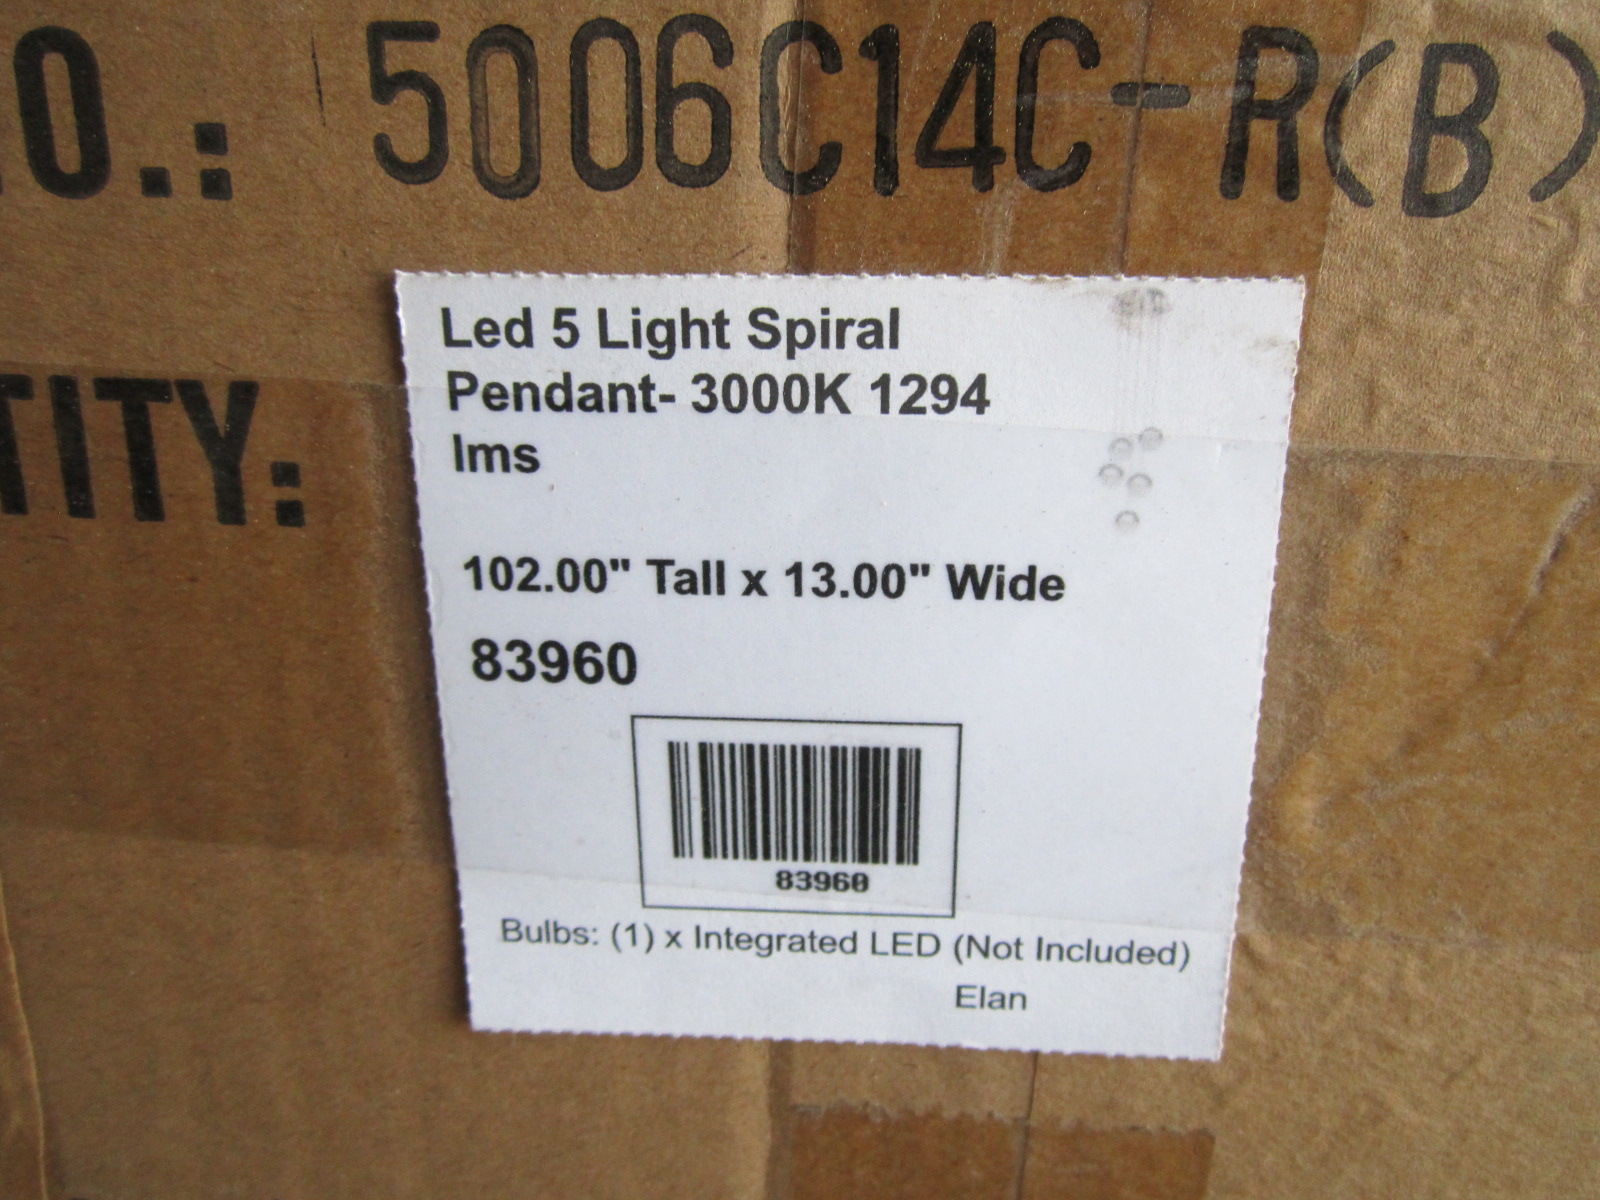 O.: 5006C14C-R(B)
TITY:
Led 5 Light Spiral
Pendant- 3000K 1294
lms
102.00" Tall x 13.00" Wide
83960
83960
Bulbs: (1) x Integrated LED (Not Included)
Elan